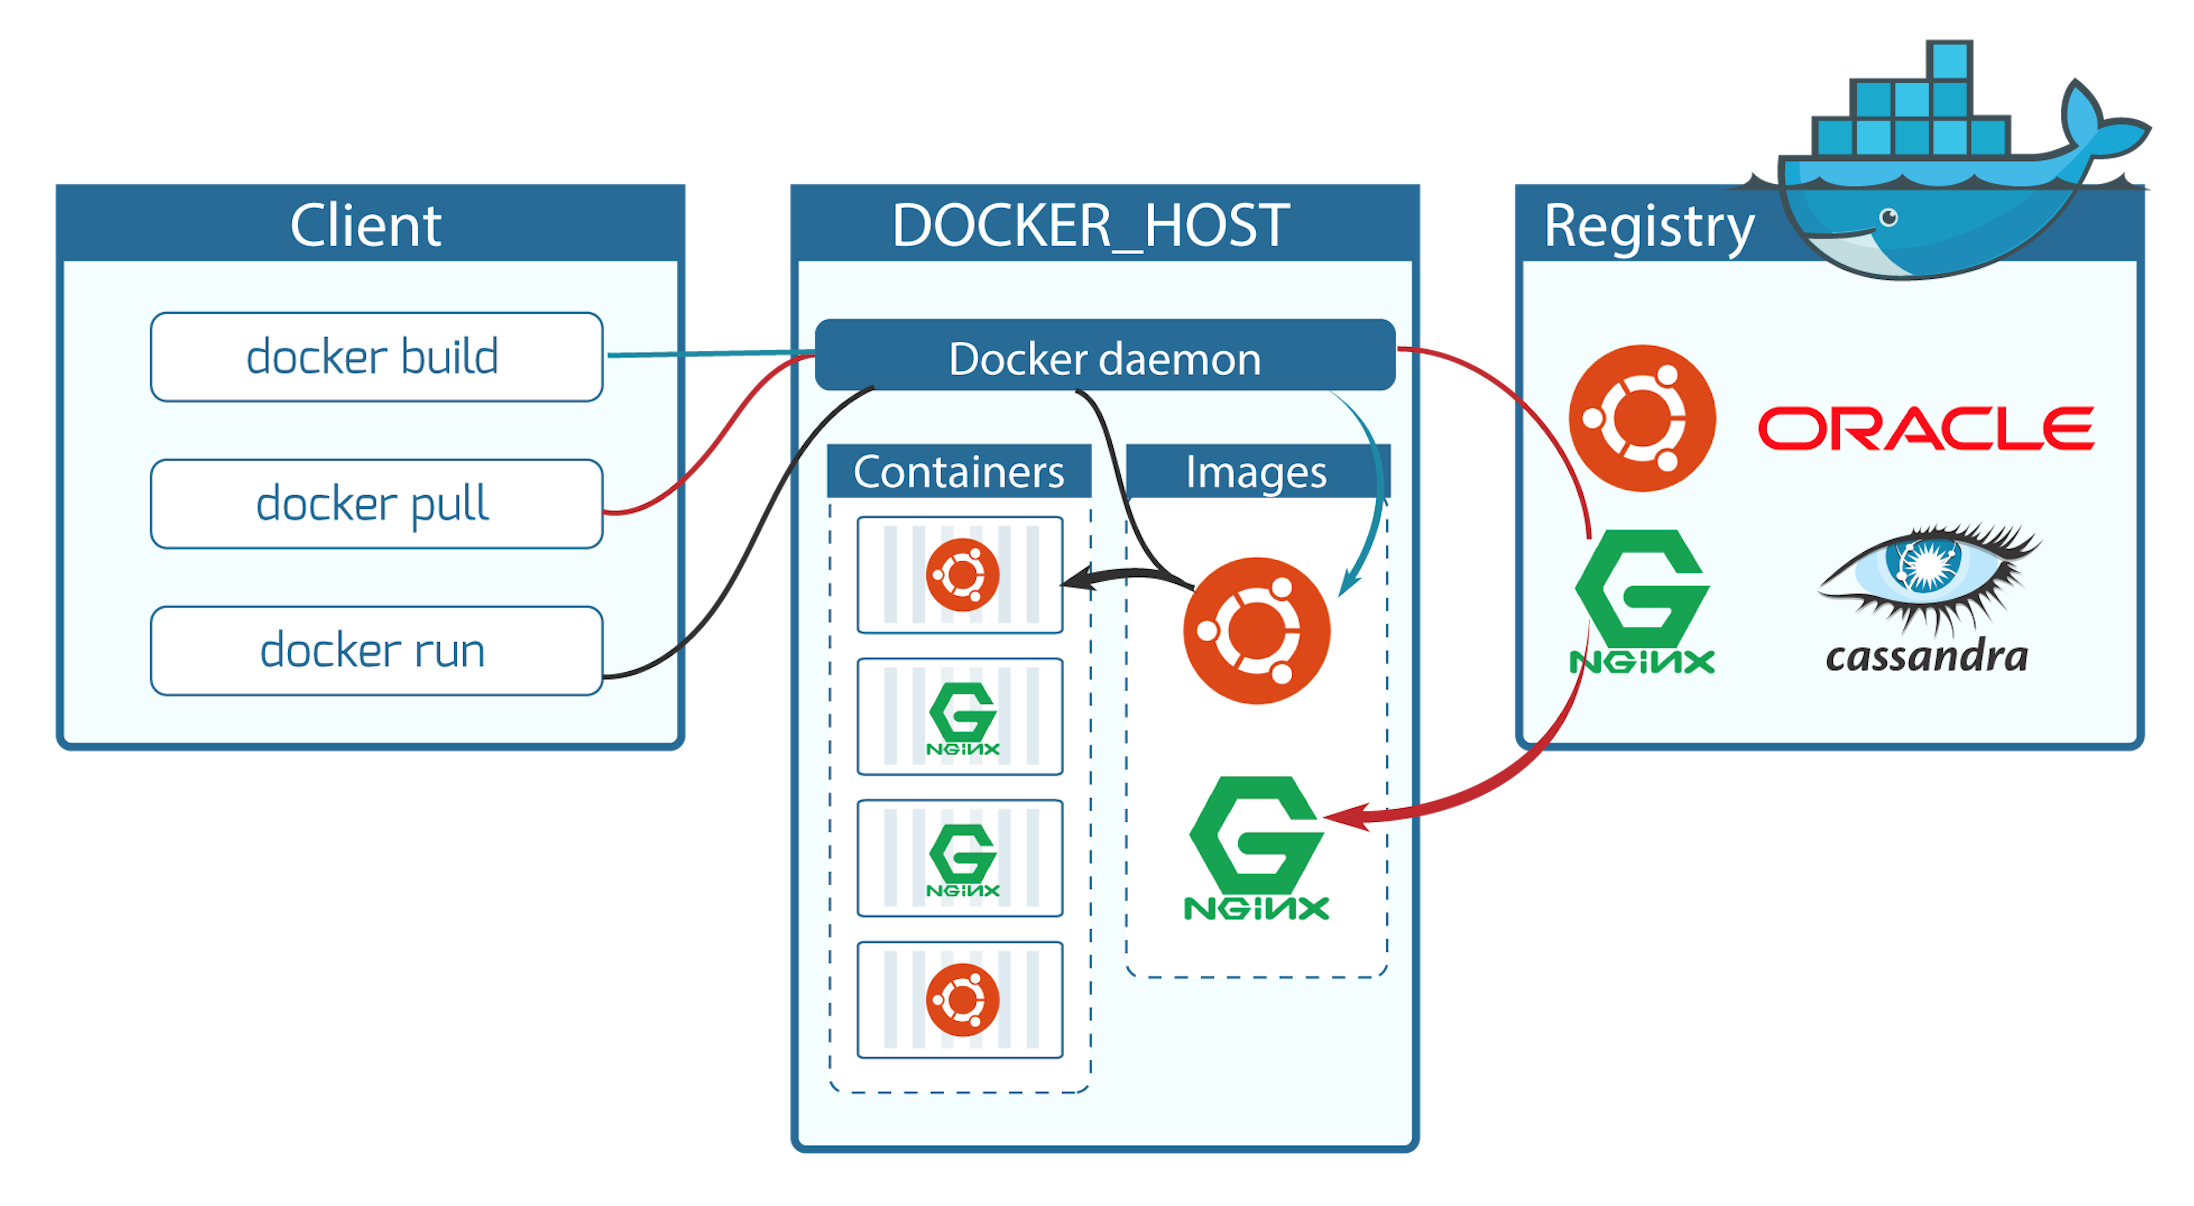 Client
docker build
docker pull
docker run
DOCKER_HOST
Docker daemon
Containers
NGiNX
NGiNX
Images
NGiNX
Registry
ORACLE
NGiNX
cassandra